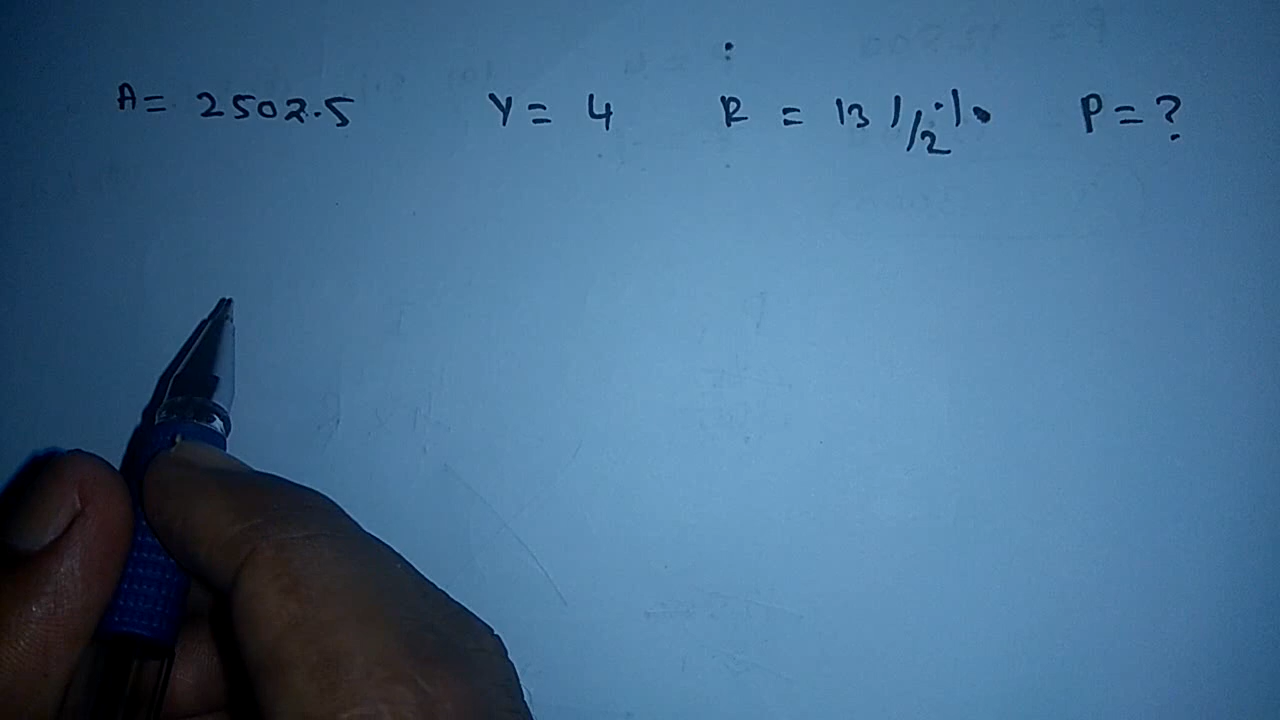 A = 2502.5 Y = 4 R = 13 1/2 % P = ?